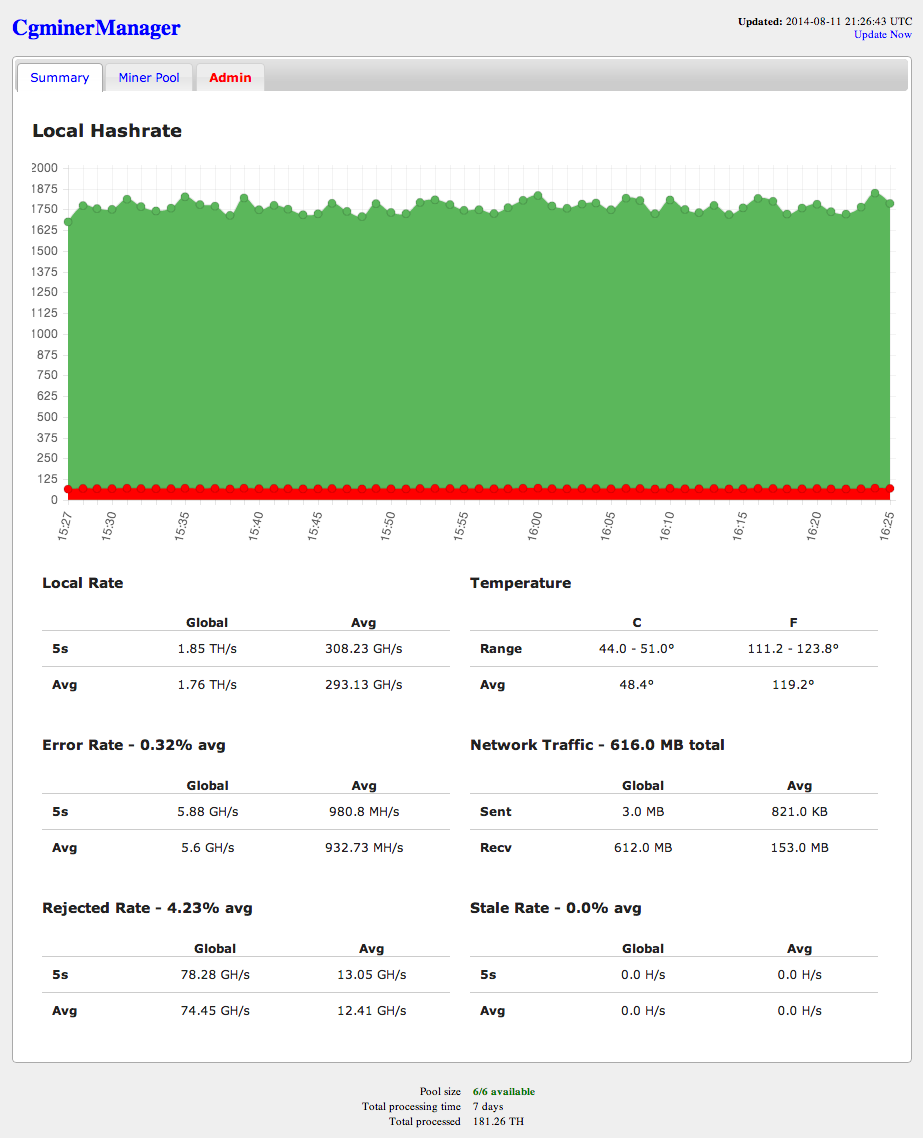 CgminerManager
Updated: 2014-08-11 21:26:43 UTC
Update Now
Summary Miner Pool Admin
Local Hashrate
2000
1875
1750
1625
1500
1375
1250
1125
1000
875
750
625
500
375
250
125
0
15:27 15:30 15:35 15:40 15:45 15:50 15:55 16:00 16:05 16:10 16:15 16:20 16:25
Local Rate
Global Avg
5s 1.85 TH/s 308.23 GH/s
Avg 1.76 TH/s 293.13 GH/s
Temperature
C F
Range 44.0 - 51.0° 111.2 - 123.8°
Avg 48.4° 119.2°
Error Rate - 0.32% avg
Global Avg
5s 5.88 GH/s 980.8 MH/s
Avg 5.6 GH/s 932.73 MH/s
Network Traffic - 616.0 MB total
Global Avg
Sent 3.0 MB 821.0 KB
Recv 612.0 MB 153.0 MB
Rejected Rate - 4.23% avg
Global Avg
5s 78.28 GH/s 13.05 GH/s
Avg 74.45 GH/s 12.41 GH/s
Stale Rate - 0.0% avg
Global Avg
5s 0.0 H/s 0.0 H/s
Avg 0.0 H/s 0.0 H/s
Pool size 6/6 available
Total processing time 7 days
Total processed 181.26 TH